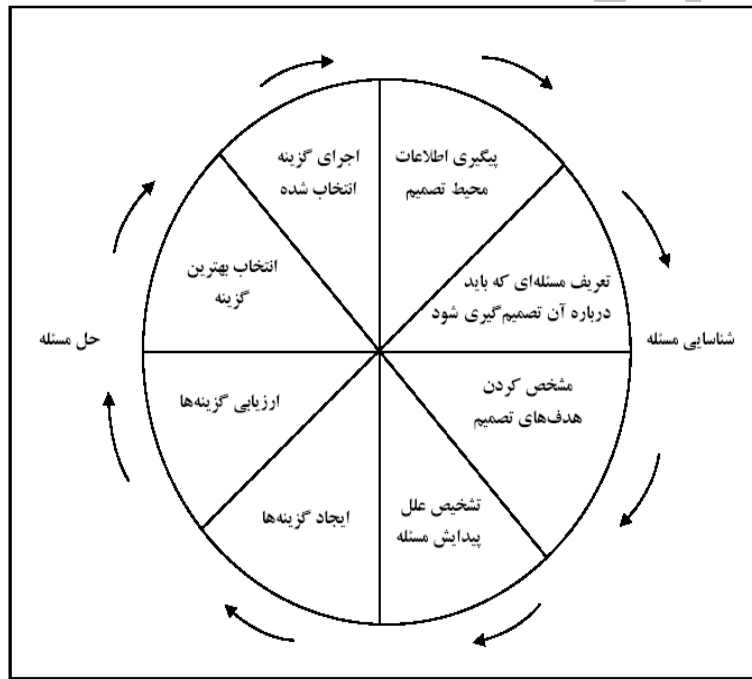 پیگیری اطلاعات
محیط تصمیم
تعریف مسئله‌ای که باید
درباره آن تصمیم‌گیری شود
شناسایی مسئله
مشخص کردن
هدف‌های تصمیم
تشخیص علل
پیدایش مسئله
ایجاد گزینه‌ها
ارزیابی گزینه‌ها
حل مسئله
انتخاب بهترین
گزینه
اجرای گزینه
انتخاب شده